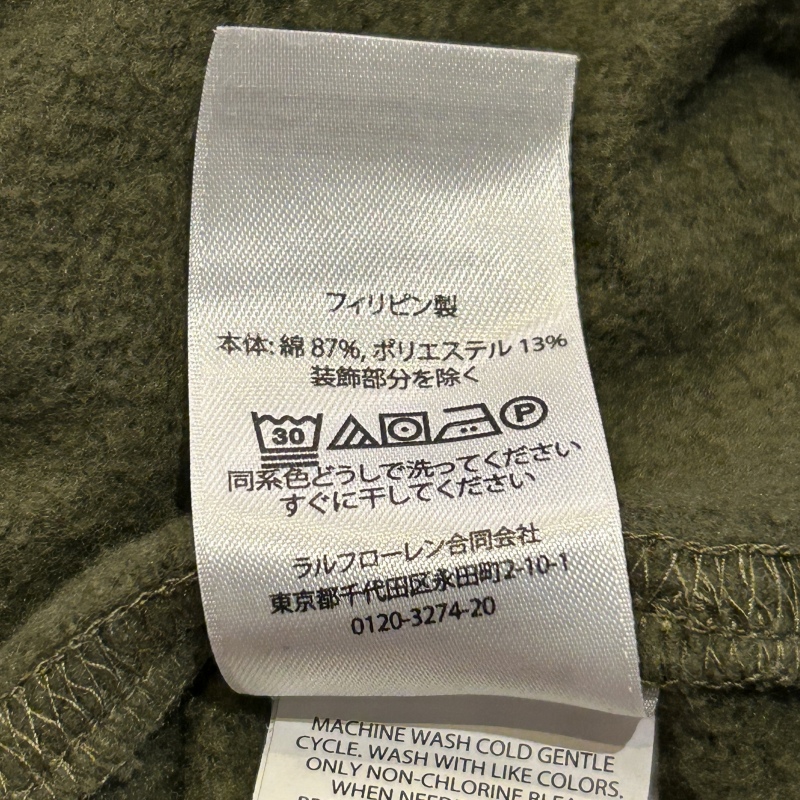 フィリピン製
本体: 綿 87%, ポリエステル 13%
装飾部分を除く
30 P
同系色どうしで洗ってください
すぐに干してください
ラルフローレン合同会社
東京都千代田区永田町2-10-1
0120-3274-20
MACHINE WASH COLD GENTLE
CYCLE. WASH WITH LIKE COLORS.
ONLY NON-CHLORINE
WHEN